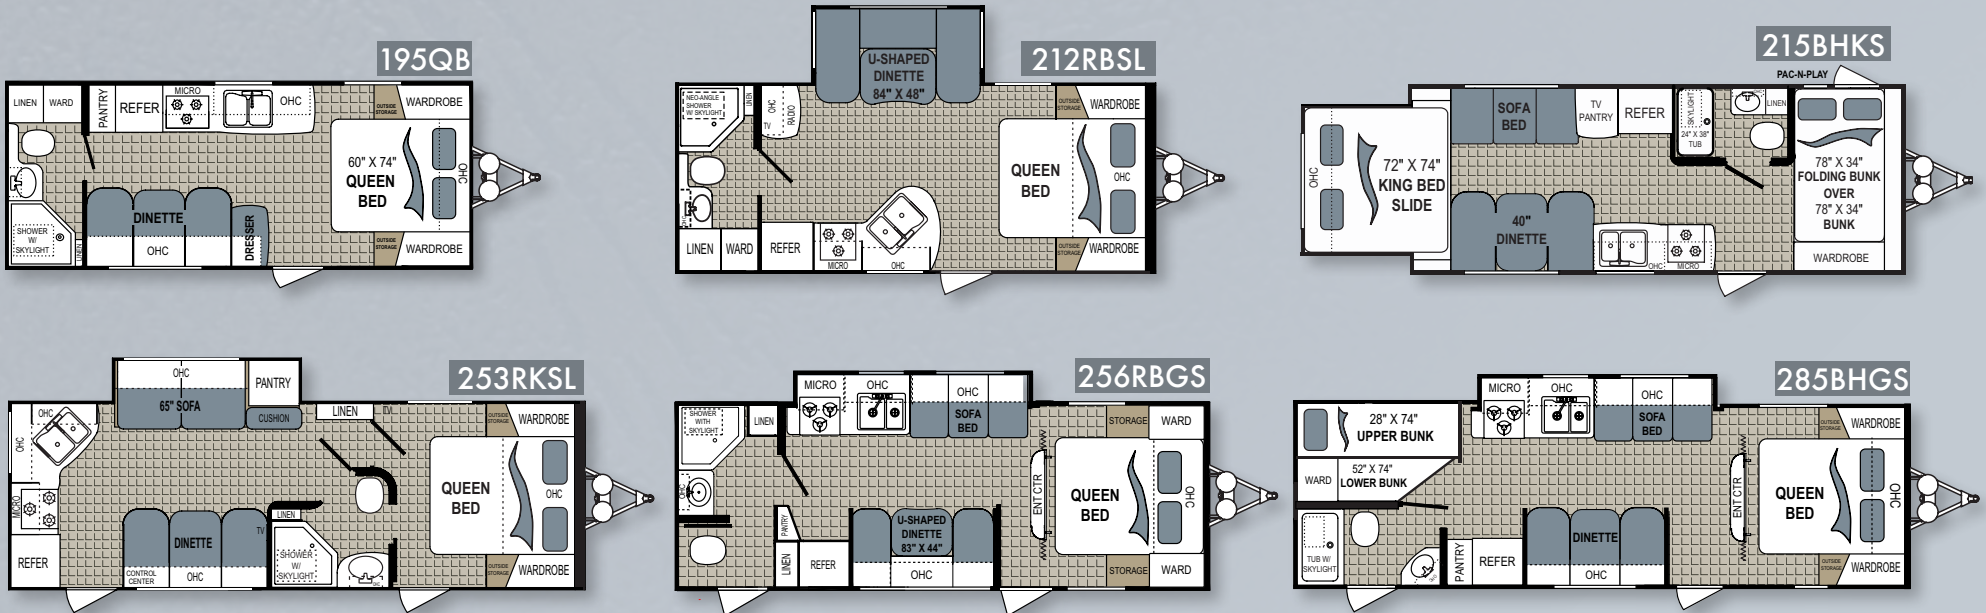 195QB
LINEN
WARD
PANTRY
REFER
MICRO
OHC
OUTSIDE
STORAGE
WARDROBE
60" X 74"
QUEEN
BED
OHC
DINETTE
OHC
DRESSER
SHOWER
W/
SKYLIGHT
LINEN
OUTSIDE
STORAGE
WARDROBE
212RBSL
U-SHAPED
DINETTE
84" X 48"
NEO-ANGLE
SHOWER
W/ SKYLIGHT
LINEN
OHC
TV
RADIO
OUTSIDE
STORAGE
WARDROBE
QUEEN
BED
OHC
OHC
LINEN
WARD
REFER
MICRO
OHC
OUTSIDE
STORAGE
WARDROBE
215BHKS
PAC-N-PLAY
SOFA
BED
TV
PANTRY
REFER
SKYLIGHT
24" X 38"
TUB
LINEN
OHC
72" X 74"
KING BED
SLIDE
78" X 34"
FOLDING BUNK
OVER
78" X 34"
BUNK
40"
DINETTE
OHC
MICRO
WARDROBE
253RKSL
OHC
PANTRY
65" SOFA
CUSHION
LINEN
TV
OHC
OHC
OUTSIDE
STORAGE
WARDROBE
QUEEN
BED
OHC
MICRO
REFER
DINETTE
TV
CONTROL
CENTER
OHC
LINEN
SHOWER
W/
SKYLIGHT
OHC
OUTSIDE
STORAGE
WARDROBE
256RBGS
MICRO
OHC
OHC
SOFA
BED
SHOWER
WITH
SKYLIGHT
LINEN
STORAGE
WARD
OHC
ENT CTR
QUEEN
BED
OHC
PANTRY
LINEN
REFER
U-SHAPED
DINETTE
83" X 44"
OHC
STORAGE
WARD
285BHGS
MICRO
OHC
OHC
SOFA
BED
28" X 74"
UPPER BUNK
WARD
52" X 74"
LOWER BUNK
OUTSIDE
STORAGE
WARDROBE
ENT CTR
QUEEN
BED
OHC
TUB W/
SKYLIGHT
OHC
PANTRY
REFER
DINETTE
OHC
OUTSIDE
STORAGE
WARDROBE